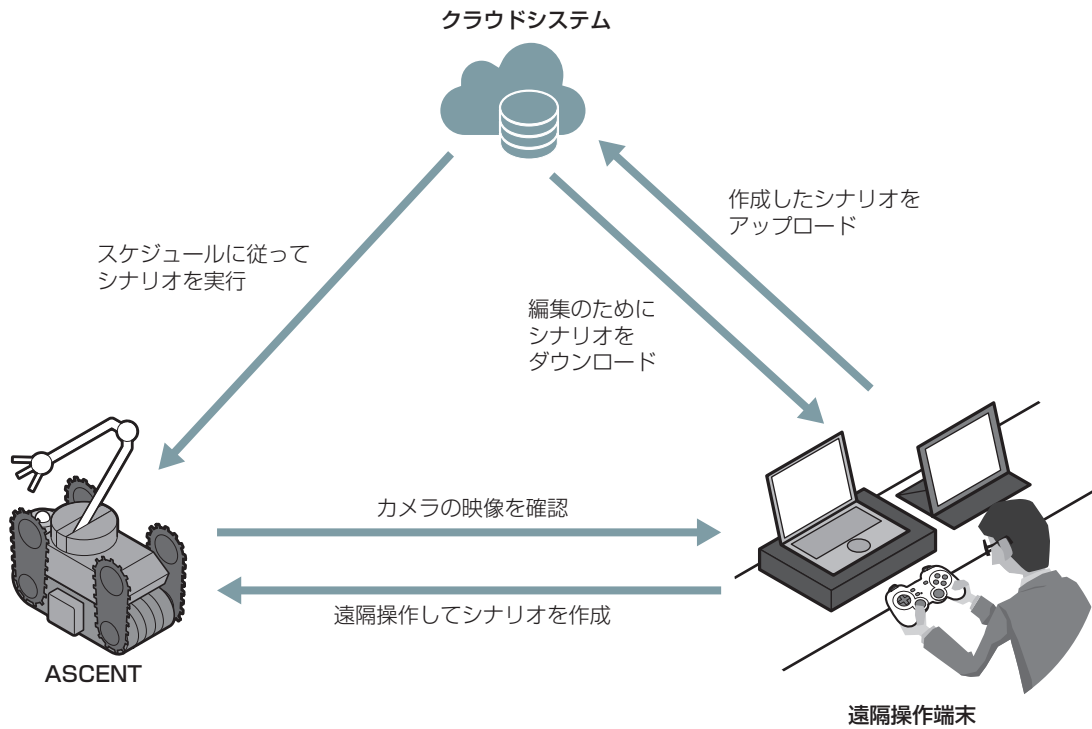 クラウドシステム
作成したシナリオを
アップロード
スケジュールに従って
シナリオを実行
編集のために
シナリオを
ダウンロード
カメラの映像を確認
遠隔操作してシナリオを作成
ASCENT
遠隔操作端末